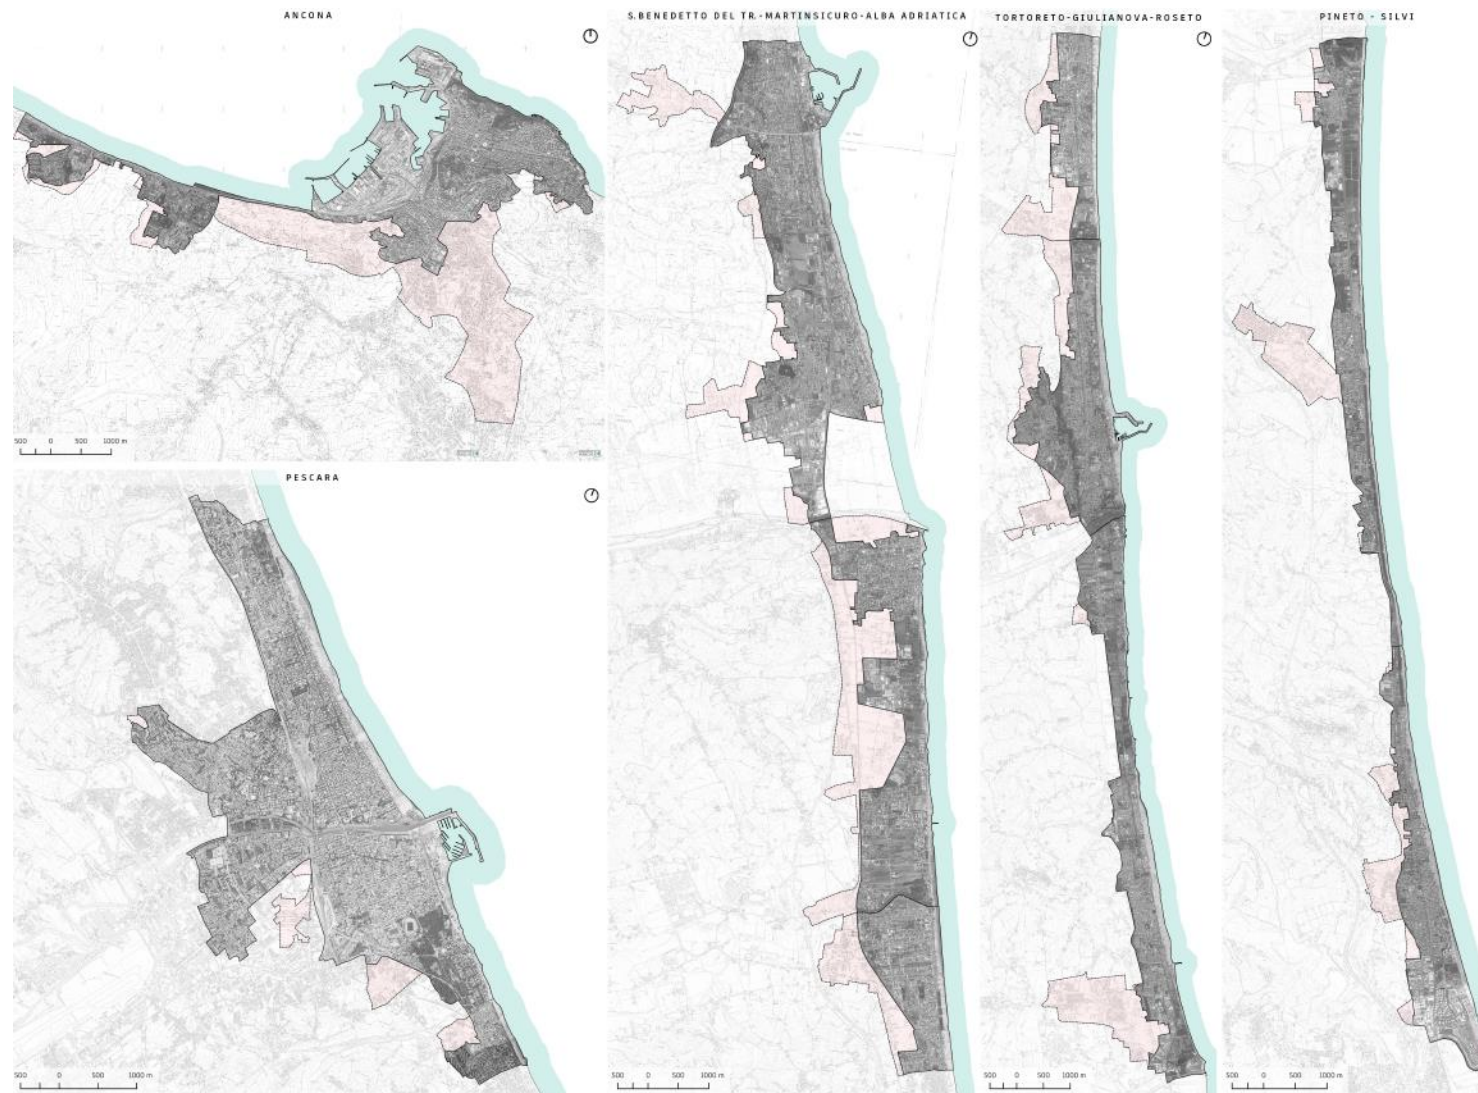 ANCONA
500 0 500 1000 m
PESCARA
500 0 500 1000 m
S.BENEDETTO DEL TR.-MARTINSICURO-ALBA ADRIATICA
500 0 500 1000 m
TORTORETO-GIULIANOVA-ROSETO
500 0 500 1000 m
PINETO - SILVI
500 0 500 1000 m